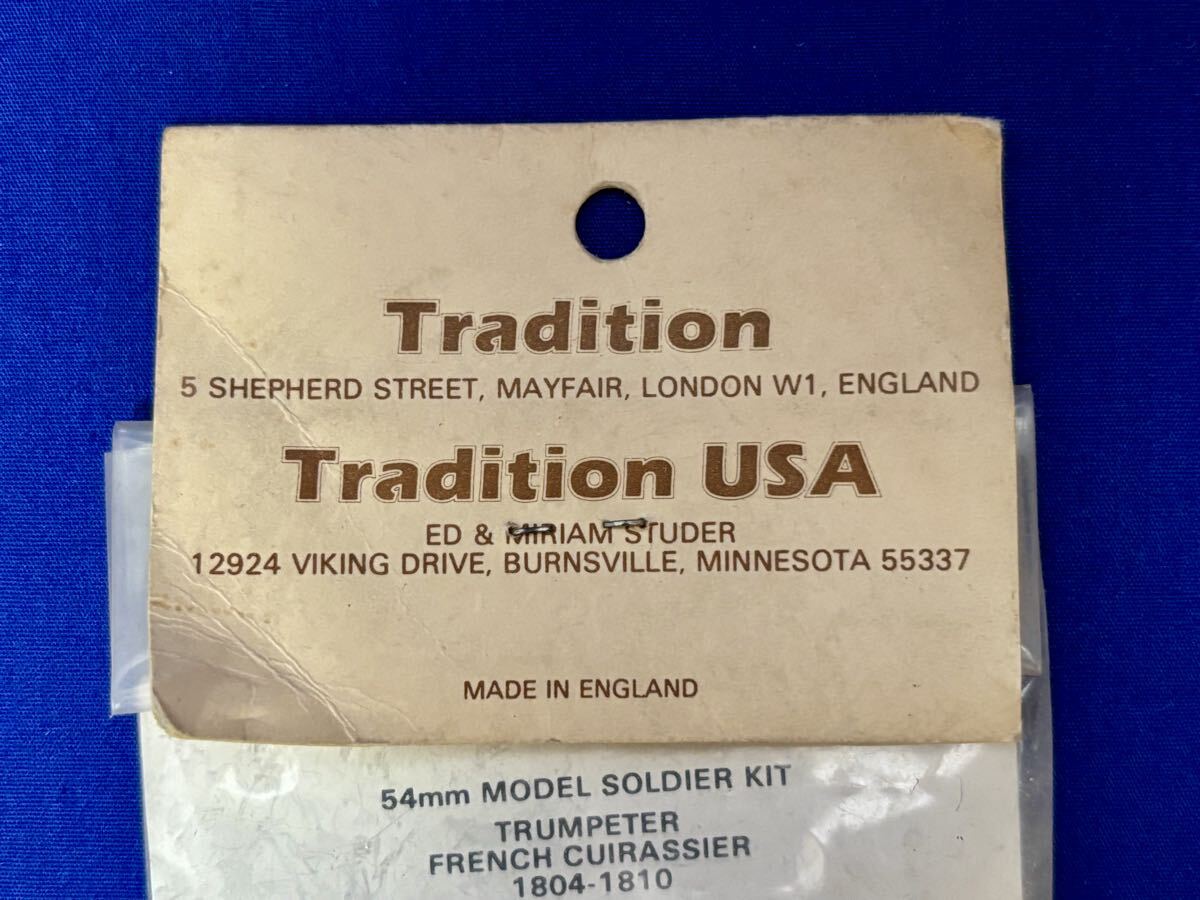 Tradition
5 SHEPHERD STREET, MAYFAIR, LONDON W1, ENGLAND
Tradition USA
ED & MIRIAM STUDER
12924 VIKING DRIVE, BURNSVILLE, MINNESOTA 55337
MADE IN ENGLAND
54mm MODEL SOLDIER KIT
TRUMPETER
FRENCH CUIRASSIER
1804-1810